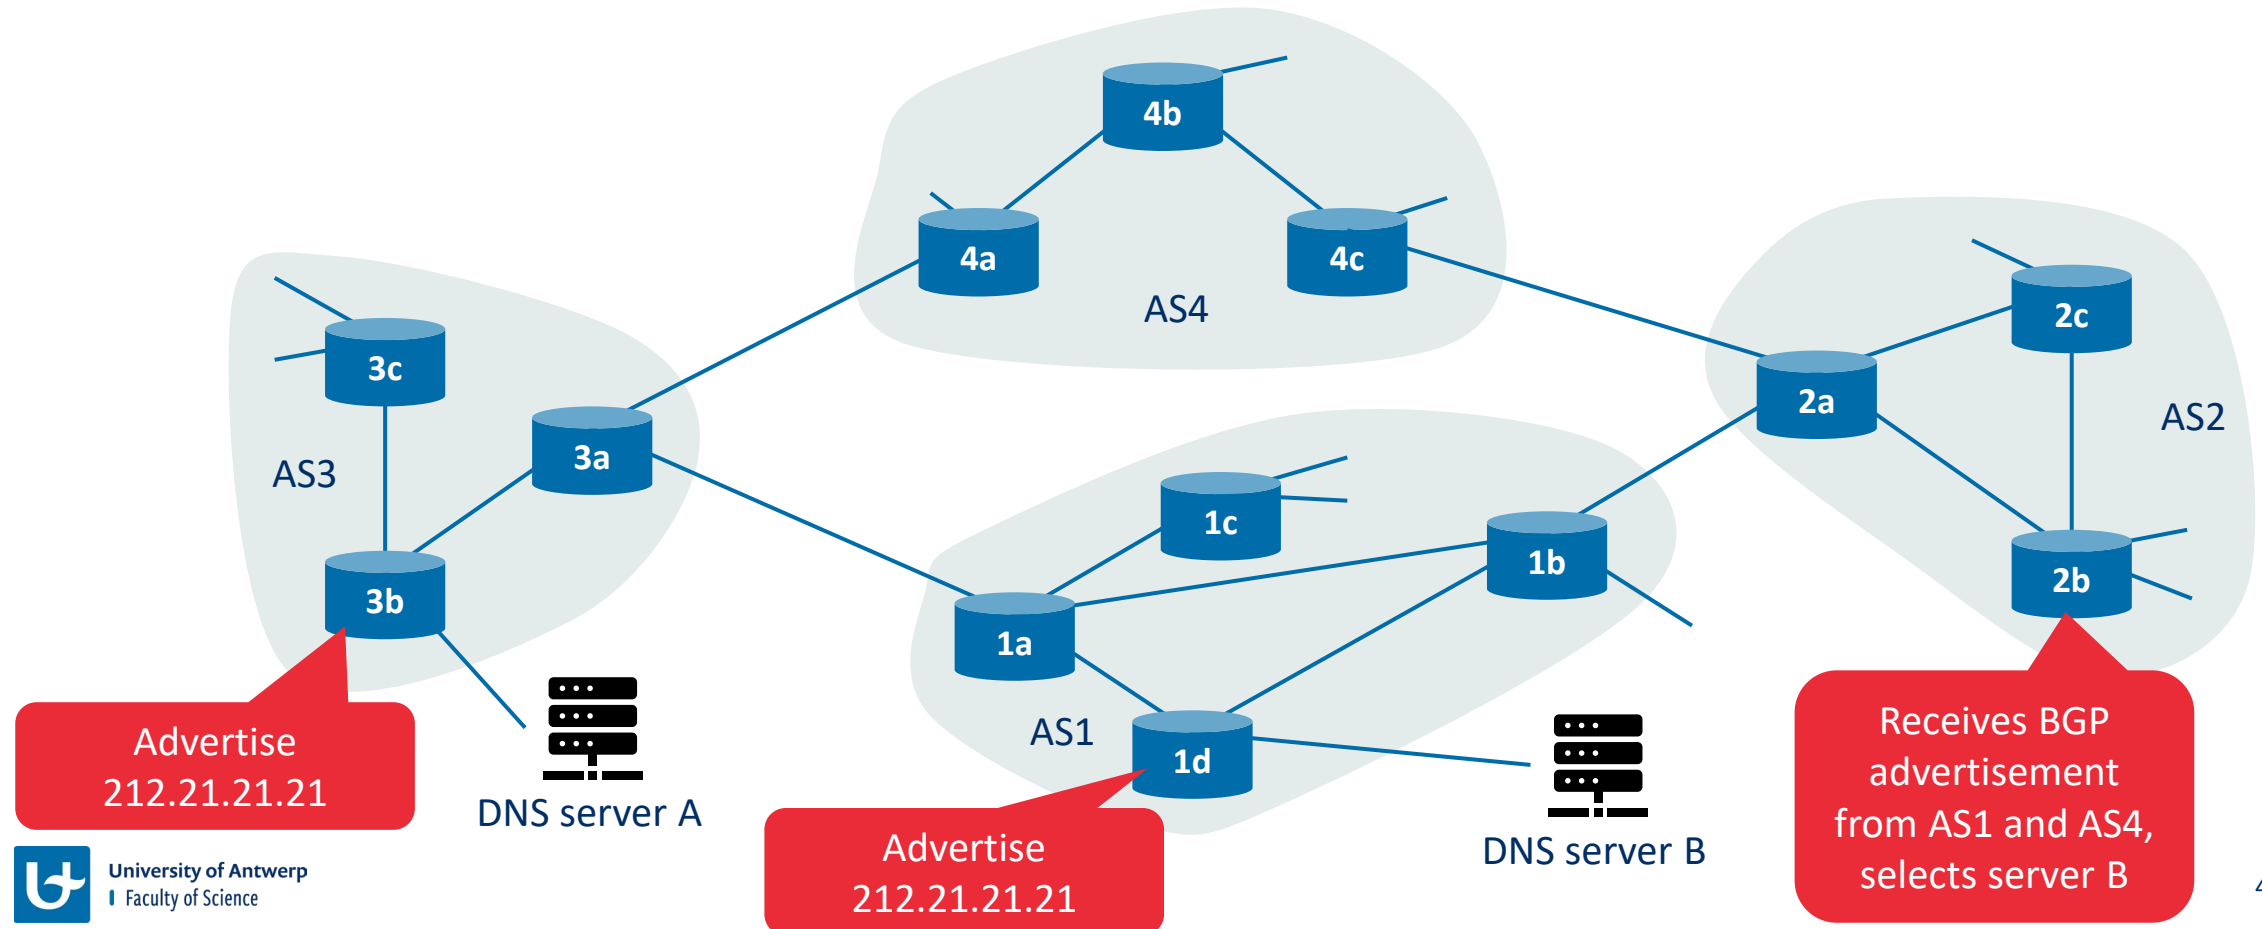 4b
4a
4c
AS4
2c
3c
2a
AS2
3a
AS3
1c
1b
3b
2b
1a
Advertise
212.21.21.21
DNS server A
AS1
1d
Advertise
212.21.21.21
DNS server B
Receives BGP
advertisement
from AS1 and AS4,
selects server B
University of Antwerp
Faculty of Science